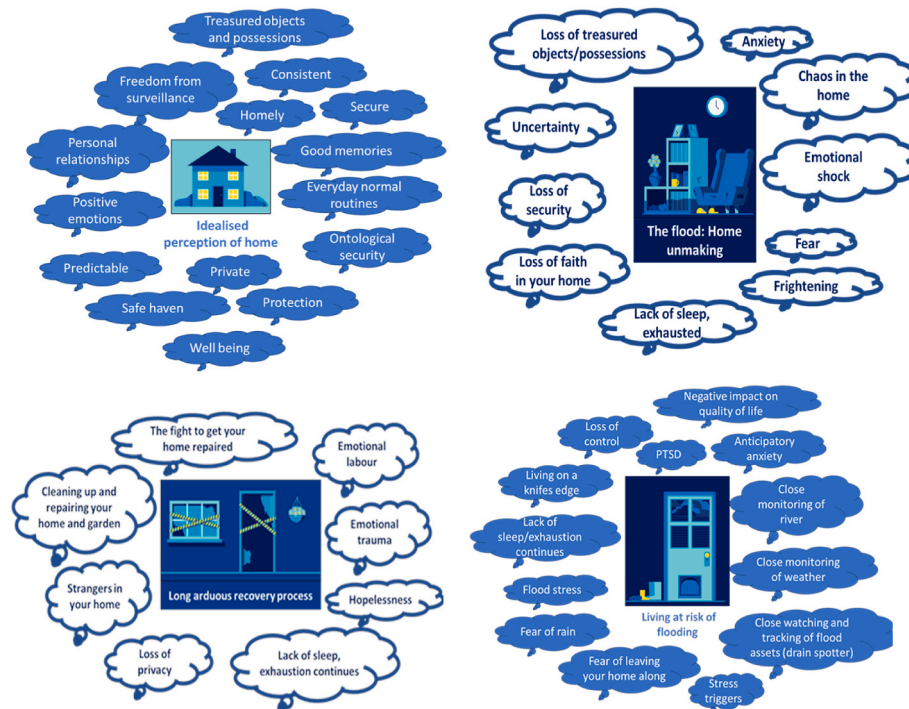 Treasured objects
and possessions
Freedom from
surveillance
Consistent
Homely
Secure
Personal
relationships
Good memories
Positive
emotions
Everyday normal
routines
Idealised
perception of home
Ontological
security
Predictable
Private
Safe haven
Protection
Well being
Loss of treasured
objects/possessions
Anxiety
Chaos in the
home
Uncertainty
Emotional
shock
Loss of
security
The flood: Home
unmaking
Fear
Loss of faith
in your home
Frightening
Lack of sleep,
exhausted
The fight to get your
home repaired
Emotional
labour
Cleaning up and
repairing your
home and garden
Emotional
trauma
Long arduous recovery process
Strangers in
your home
Hopelessness
Loss of
privacy
Lack of sleep,
exhaustion continues
Negative impact on
quality of life
Loss of
control
PTSD
Anticipatory
anxiety
Living on a
knifes edge
Close
monitoring of
river
Lack of
sleep/exhaustion
continues
Close monitoring
of weather
Flood stress
Living at risk of
flooding
Fear of rain
Close watching and
tracking of flood
assets (drain spotter)
Fear of leaving
your home along
Stress
triggers